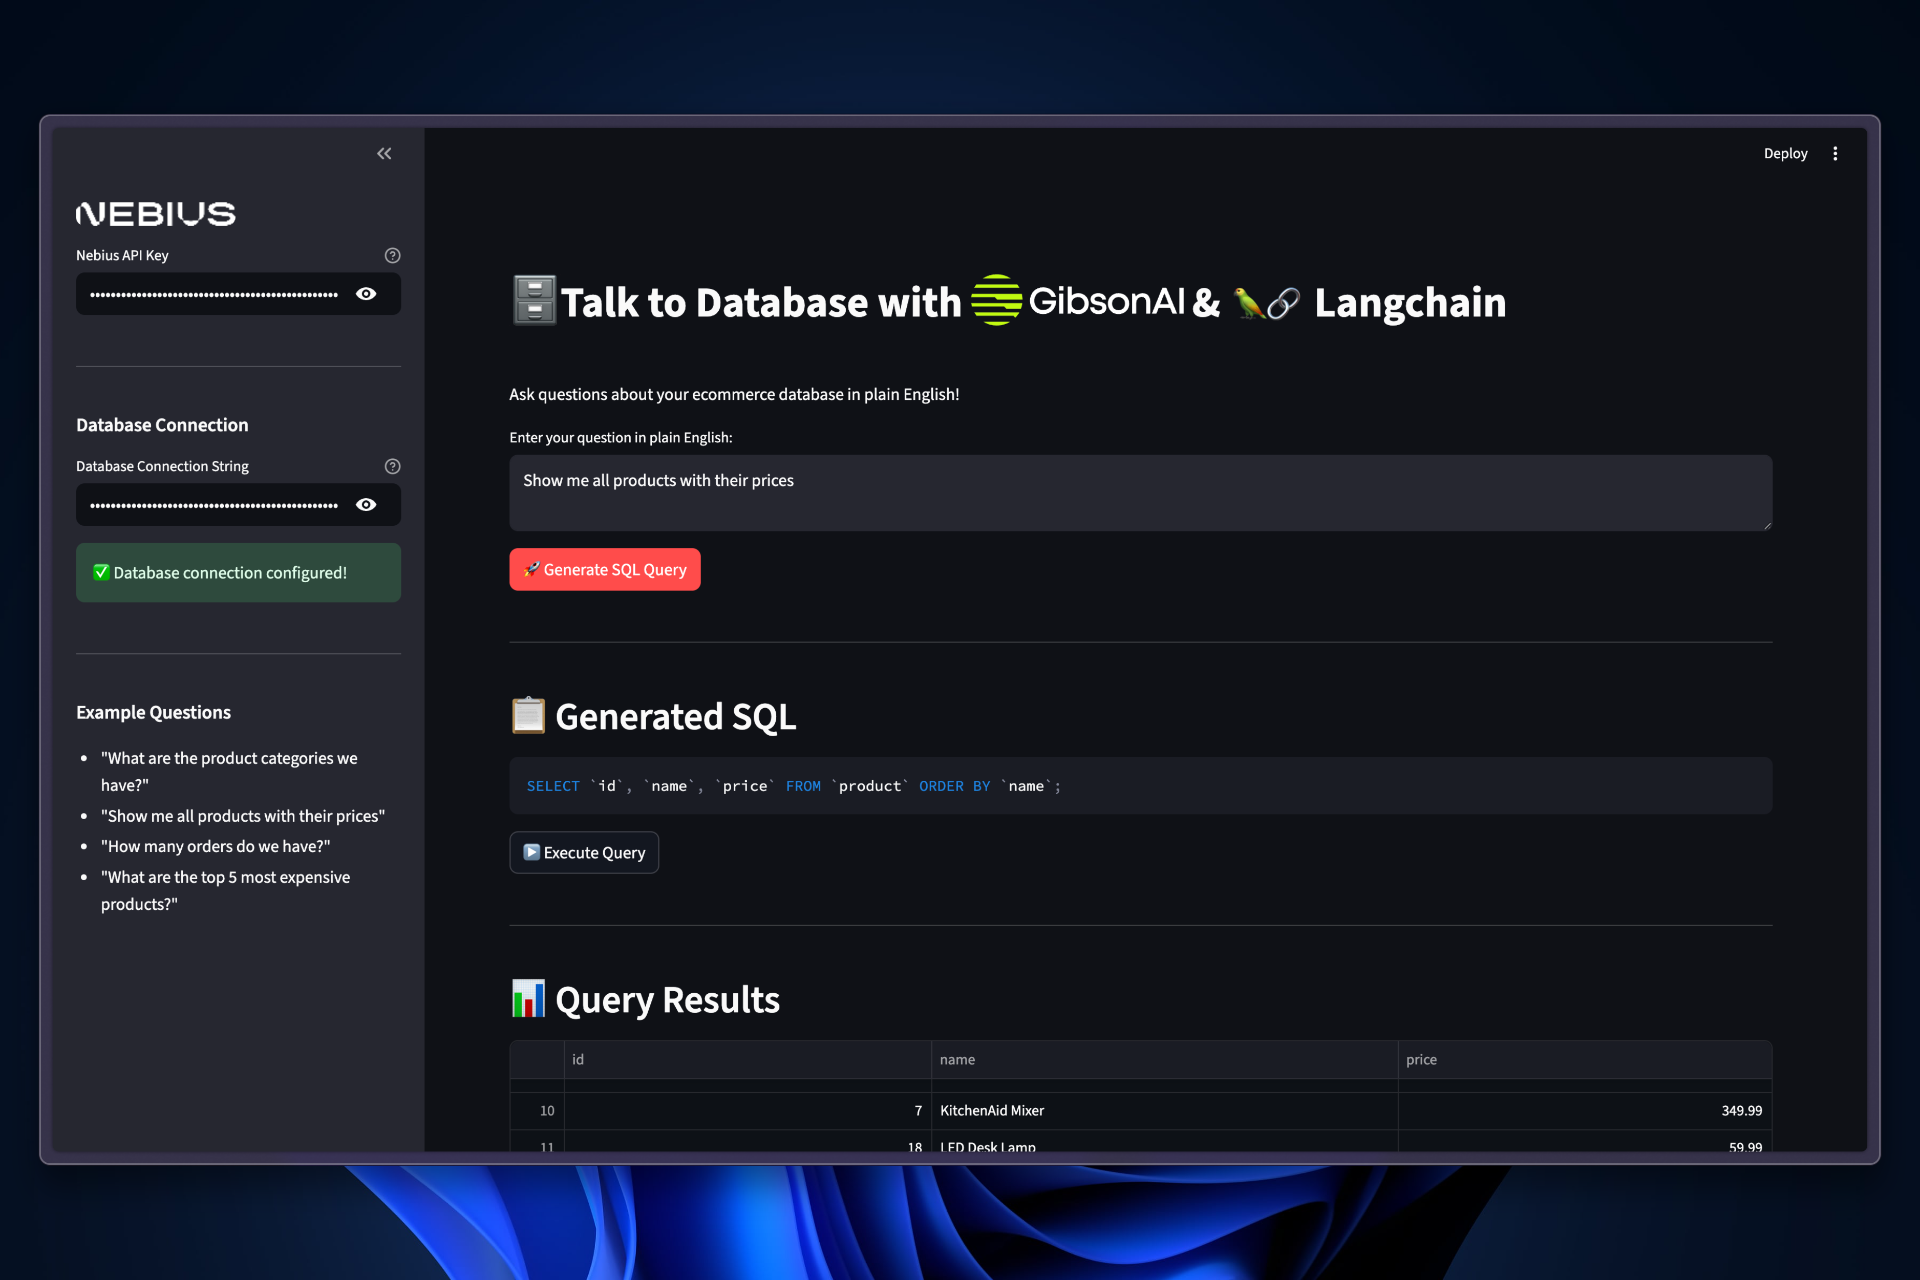 NEBIUS
Nebius API Key
Database Connection
Database Connection String
✅ Database connection configured!
Example Questions
• "What are the product categories we
have?"
• "Show me all products with their prices"
• "How many orders do we have?"
• "What are the top 5 most expensive
products?"
Deploy
Talk to Database with GibsonAI & Langchain
Ask questions about your ecommerce database in plain English!
Enter your question in plain English:
Show me all products with their prices
🚀 Generate SQL Query
Generated SQL
SELECT `id`, `name`, `price` FROM `product` ORDER BY `name`;
Execute Query
Query Results
id name price
10 7 KitchenAid Mixer 349.99
11 18 LED Desk Lamp 59.99